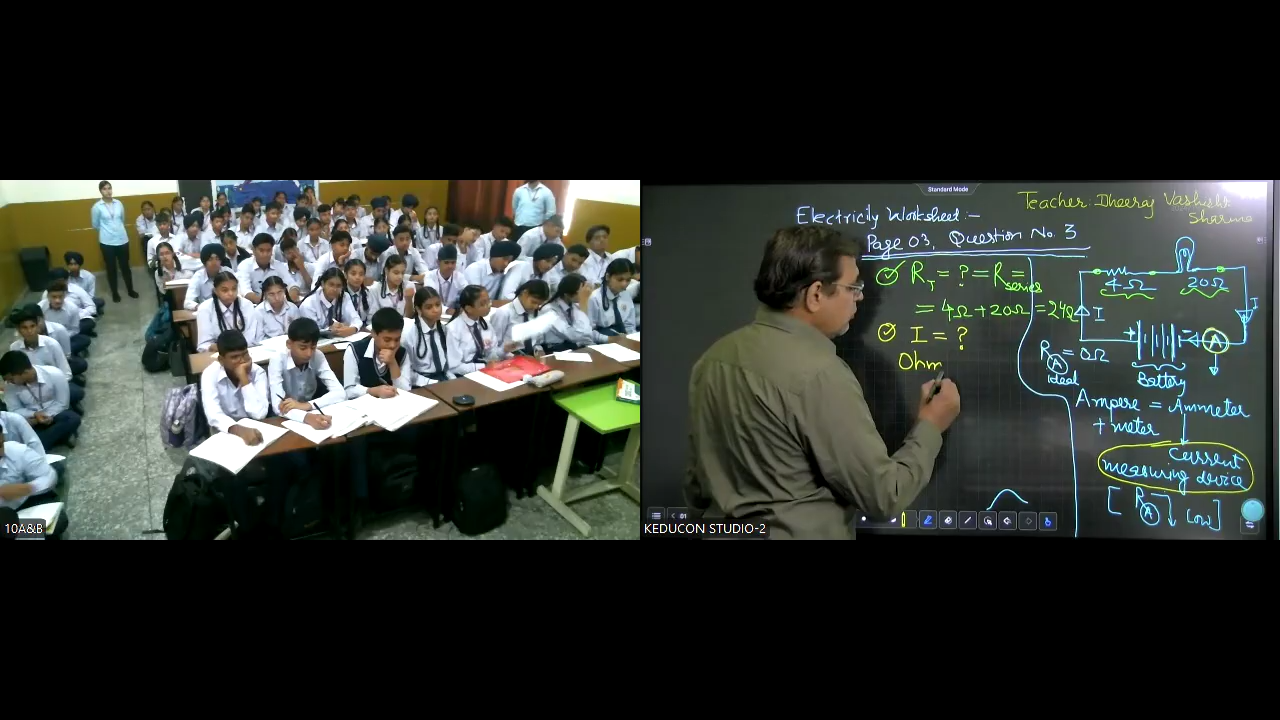 10A&B
KEDUCON STUDIO-2
Standard Mode
Teacher: Dheeraj Vashisht
Sharma
Electricity Worksheet :-
Page 03, Question No. 3
R_T = ? = R_series =
= 4Ω + 20Ω = 24Ω
I = ?
Ohm
4Ω 20Ω
I I
A
R_A = 0Ω
ideal
Battery
Ampere = Ammeter
+ meter
Current
measuring device
[ R_A ↓ Low ]
01